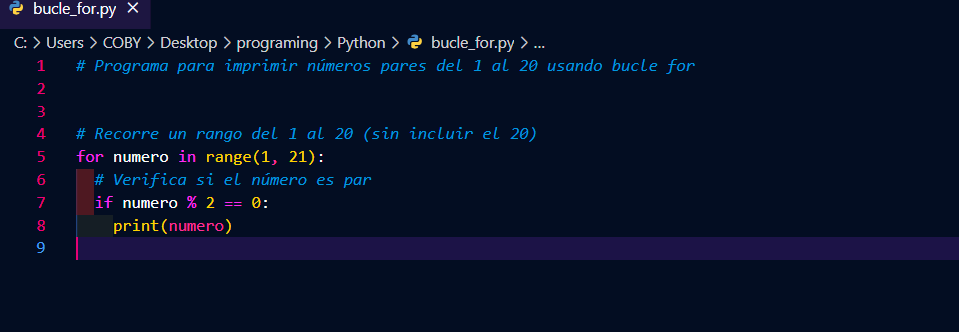 bucle_for.py ×
C: > Users > COBY > Desktop > programing > Python > bucle_for.py > ...
1 # Programa para imprimir números pares del 1 al 20 usando bucle for
2
3
4 # Recorre un rango del 1 al 20 (sin incluir el 20)
5 for numero in range(1, 21):
6   # Verifica si el número es par
7   if numero % 2 == 0:
8     print(numero)
9